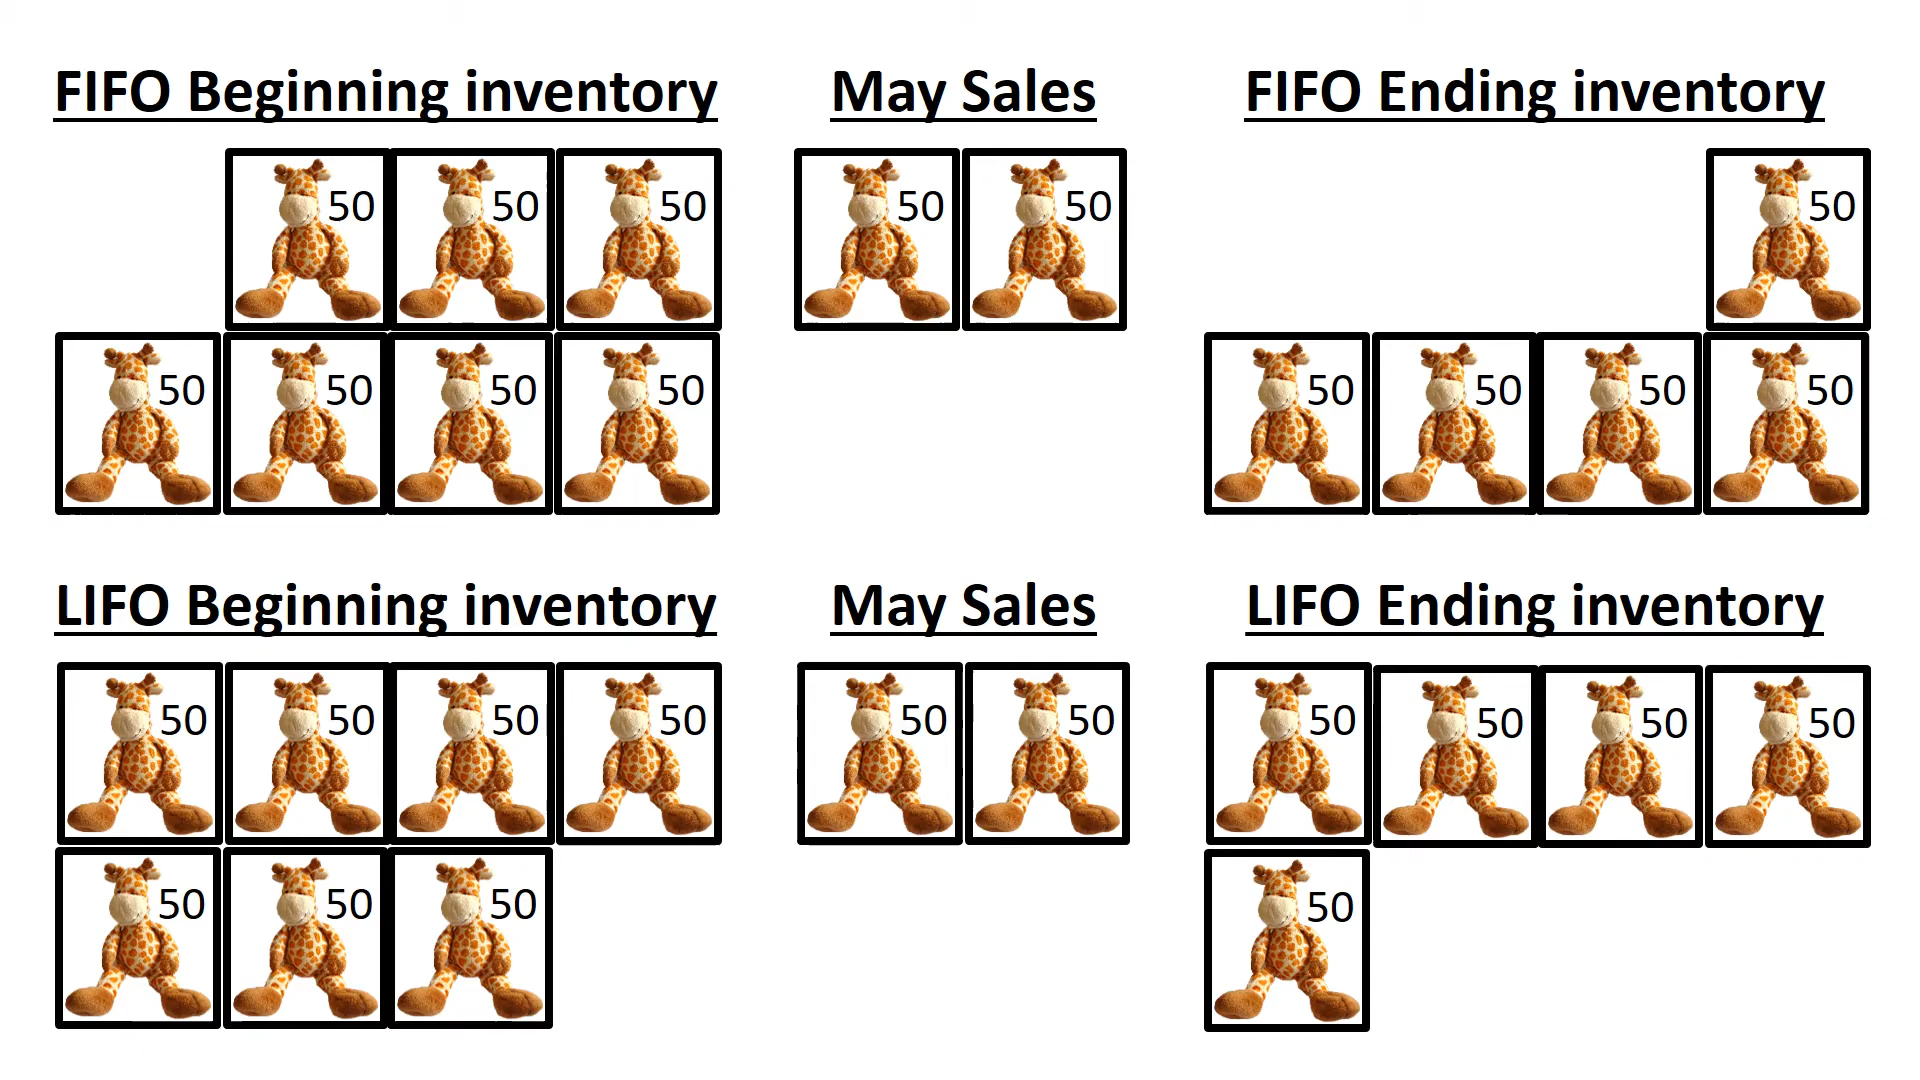 FIFO Beginning inventory
May Sales
FIFO Ending inventory
50 50 50
50 50
50
50 50 50 50
50 50 50 50
LIFO Beginning inventory
May Sales
LIFO Ending inventory
50 50 50 50
50 50
50 50 50 50
50 50 50
50